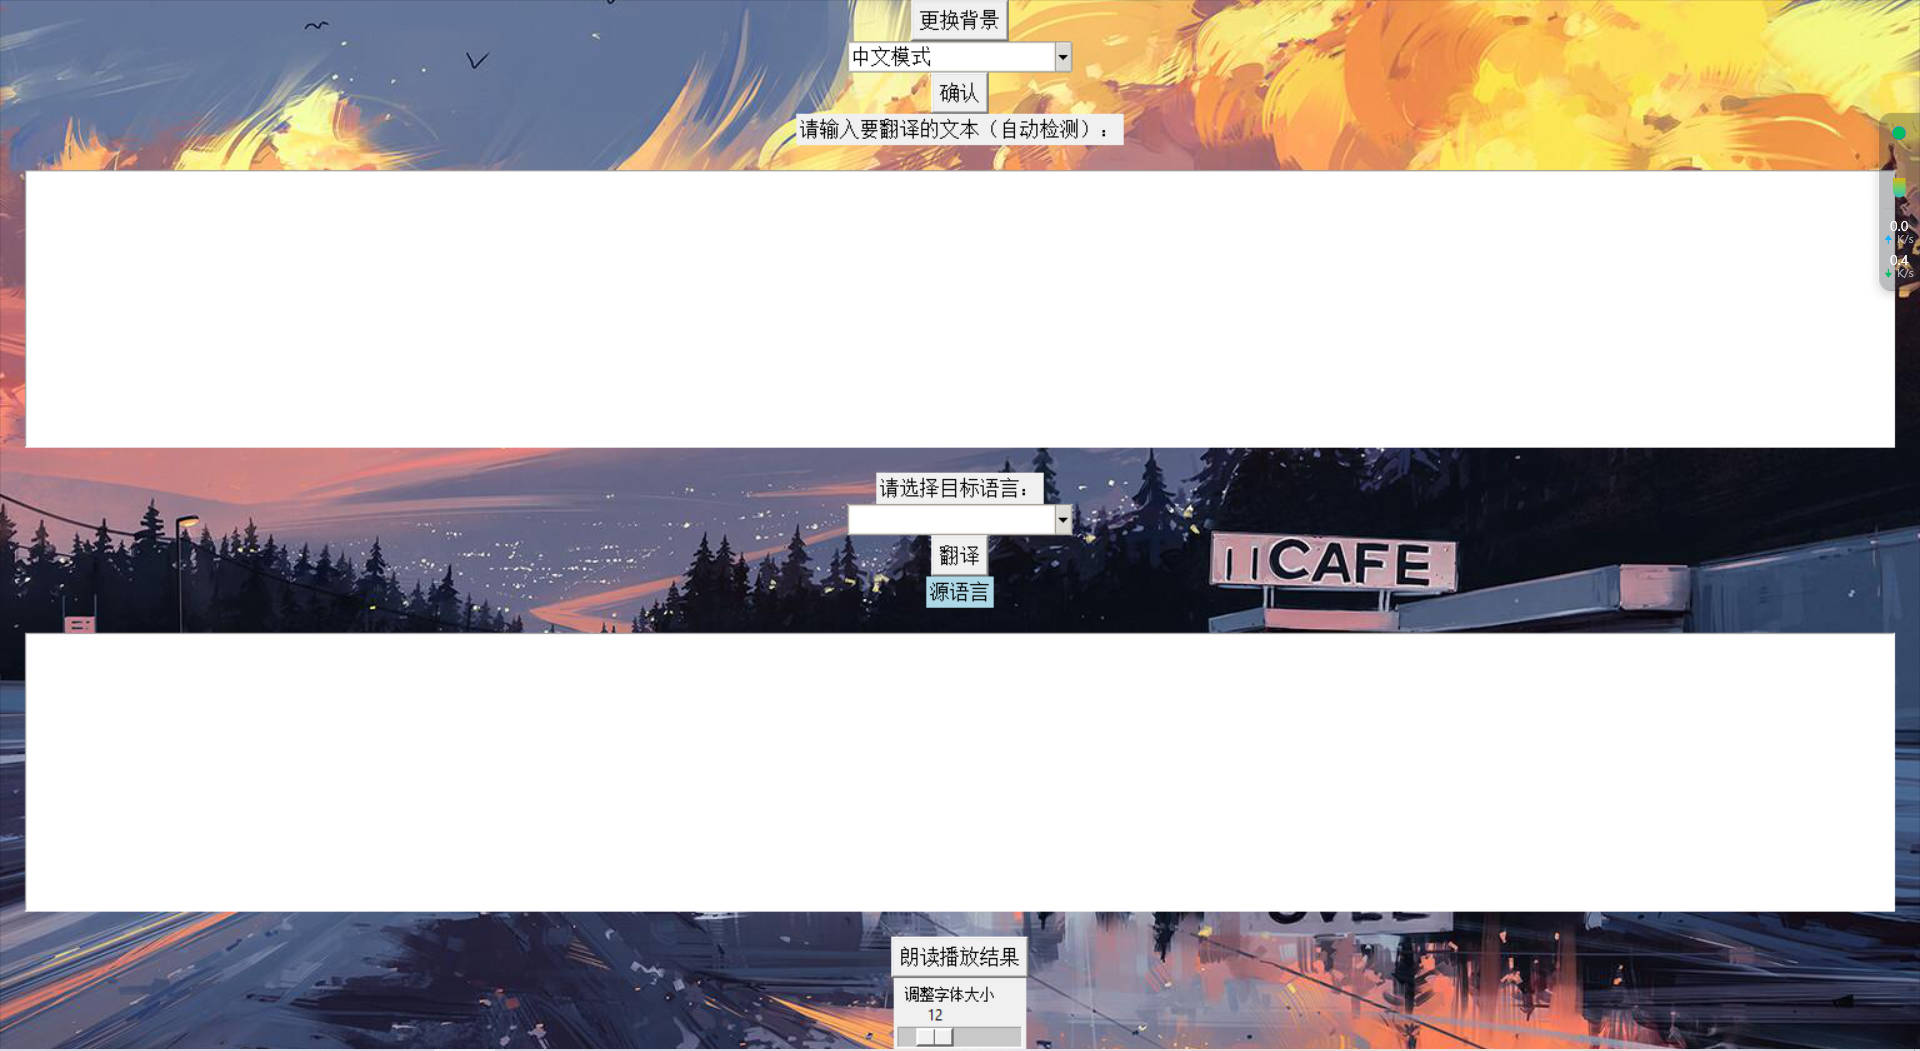 更换背景
中文模式
确认
请输入要翻译的文本（自动检测）：
0.0
K/s
0.4
K/s
请选择目标语言：
CAFE
翻译
源语言
朗读播放结果
调整字体大小
12